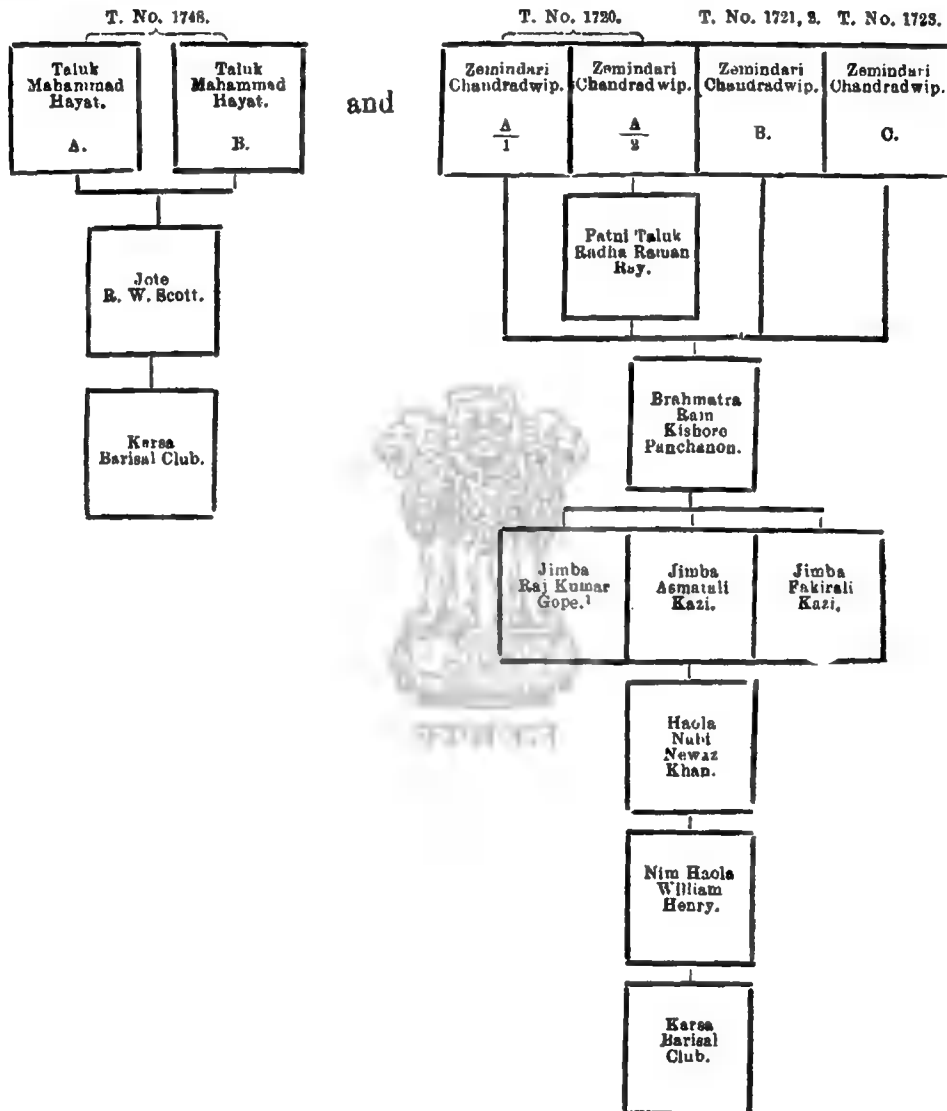 T. No. 1748.
Taluk
Mahammad
Hayat.
A.
Taluk
Mahammad
Hayat.
B.
Jote
R. W. Scott.
Karsa
Barisal Club.
and
T. No. 1720.
T. No. 1721, 2.
T. No. 1723.
Zemindari
Chandradwip.
A
1
Zemindari
Chandradwip.
A
2
Zemindari
Chandradwip.
B.
Zemindari
Chandradwip.
C.
Patni Taluk
Radha Raman
Ray.
Brahmatra
Ram
Kishore
Panchanon.
Jimba
Raj Kumar
Gope.¹
Jimba
Asmatali
Kazi.
Jimba
Fakirali
Kazi.
Haola
Nabi
Newaz
Khan.
Nim Haola
William
Henry.
Karsa
Barisal
Club.
सत्यमेव जयते